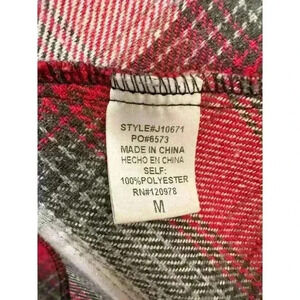 STYLE#J10671
PO#6573
MADE IN CHINA
HECHO EN CHINA
SELF:
100%POLYESTER
RN#120978
M